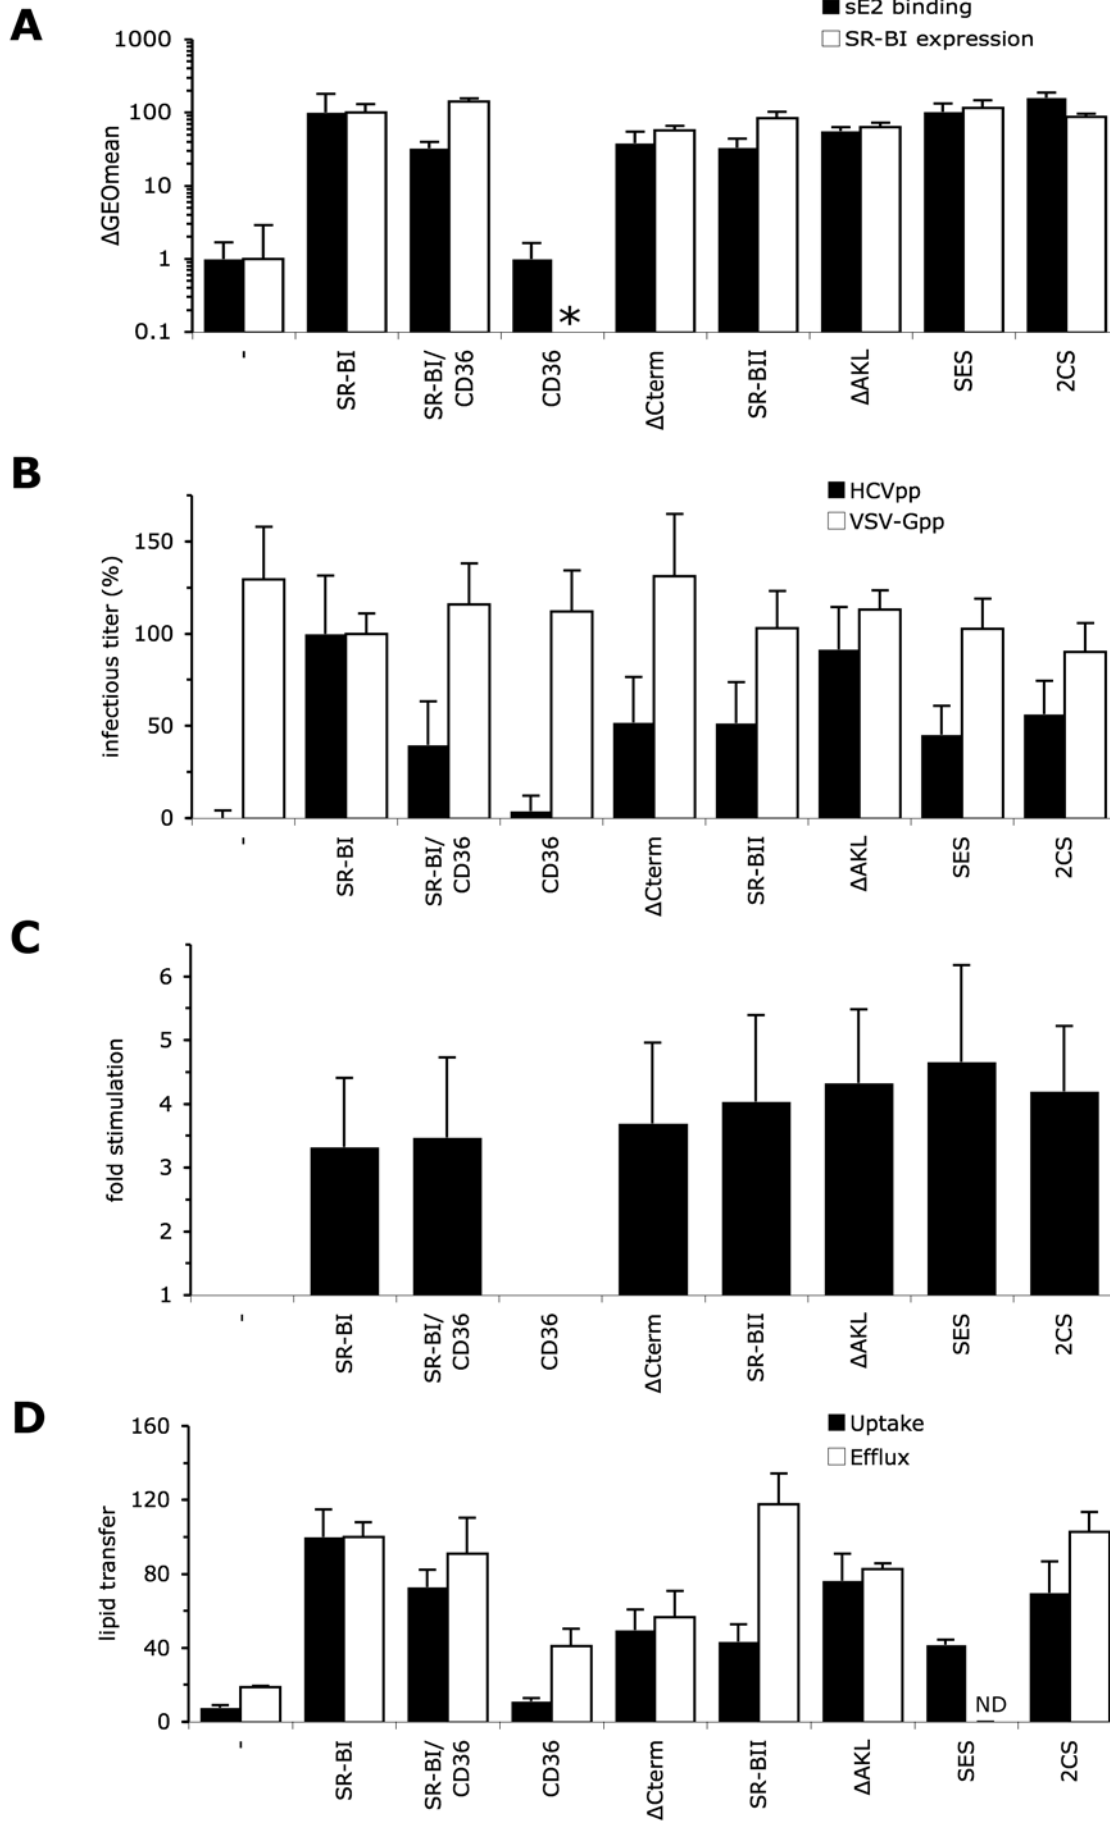 A
sE2 binding
SR-BI expression
ΔGEOmean
1000
100
10
1
0.1
*
-
SR-BI
SR-BI/
CD36
CD36
ΔCterm
SR-BII
ΔAKL
SES
2CS
B
HCVpp
VSV-Gpp
infectious titer (%)
150
100
50
0
-
SR-BI
SR-BI/
CD36
CD36
ΔCterm
SR-BII
ΔAKL
SES
2CS
C
fold stimulation
6
5
4
3
2
1
-
SR-BI
SR-BI/
CD36
CD36
ΔCterm
SR-BII
ΔAKL
SES
2CS
D
Uptake
Efflux
lipid transfer
160
120
80
40
0
ND
-
SR-BI
SR-BI/
CD36
CD36
ΔCterm
SR-BII
ΔAKL
SES
2CS